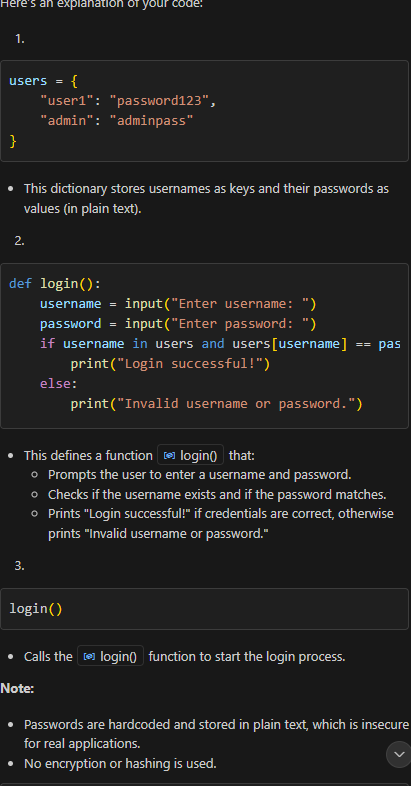 Here's an explanation of your code:
1.
users = {
    "user1": "password123",
    "admin": "adminpass"
}
• This dictionary stores usernames as keys and their passwords as
values (in plain text).
2.
def login():
    username = input("Enter username: ")
    password = input("Enter password: ")
    if username in users and users[username] == pas
        print("Login successful!")
    else:
        print("Invalid username or password.")
• This defines a function login() that:
◦ Prompts the user to enter a username and password.
◦ Checks if the username exists and if the password matches.
◦ Prints "Login successful!" if credentials are correct, otherwise
prints "Invalid username or password."
3.
login()
• Calls the login() function to start the login process.
Note:
• Passwords are hardcoded and stored in plain text, which is insecure
for real applications.
• No encryption or hashing is used.